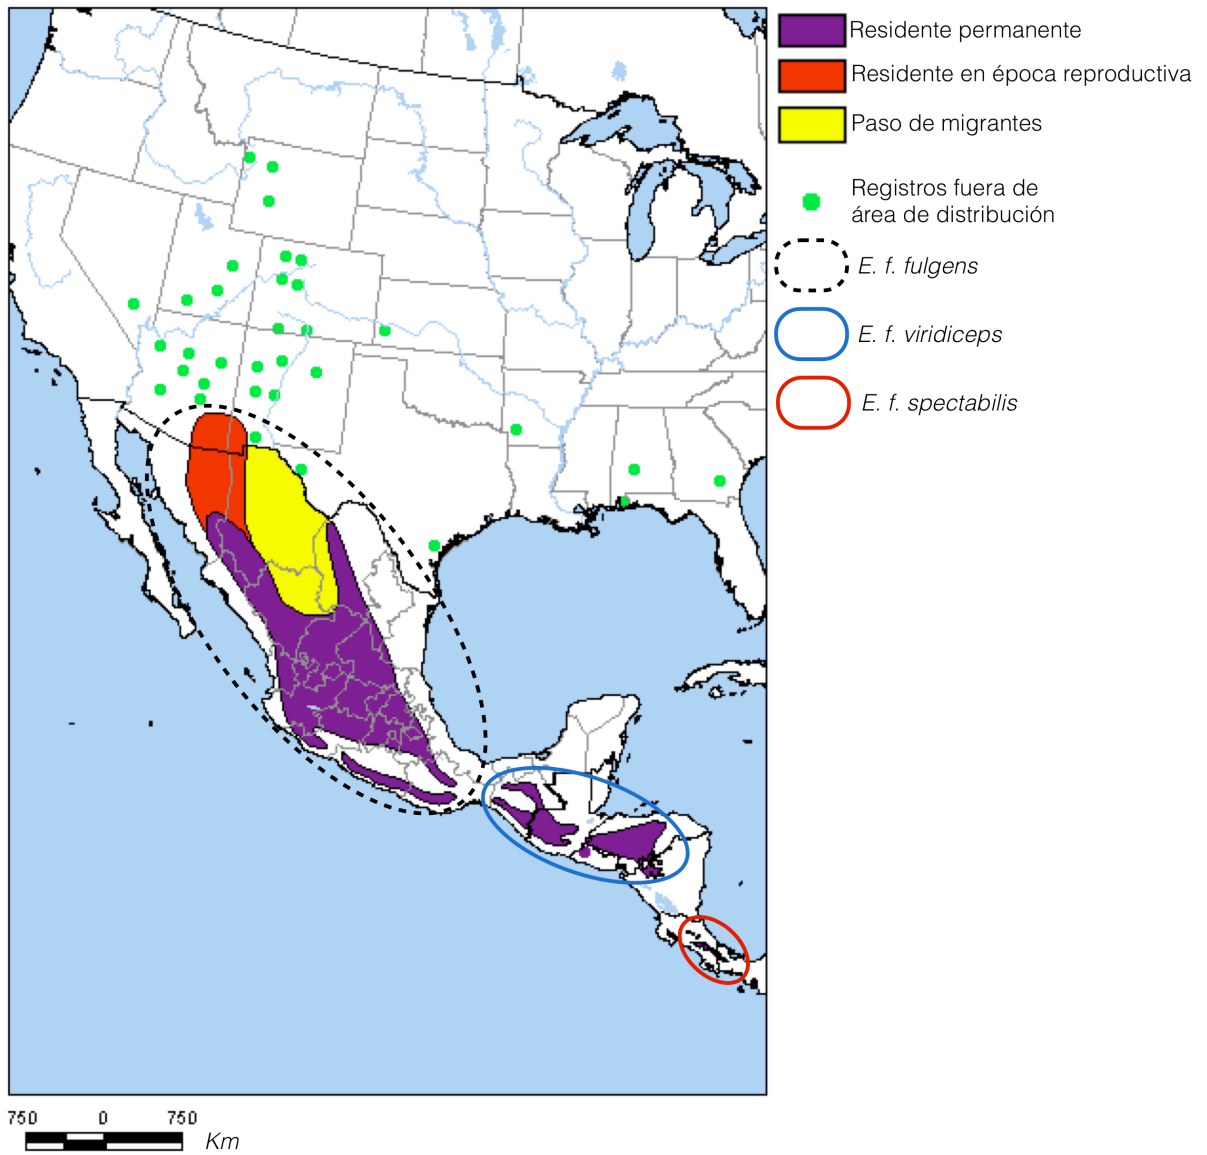 Residente permanente
Residente en época reproductiva
Paso de migrantes
Registros fuera de
área de distribución
E. f. fulgens
E. f. viridiceps
E. f. spectabilis
750 0 750
Km